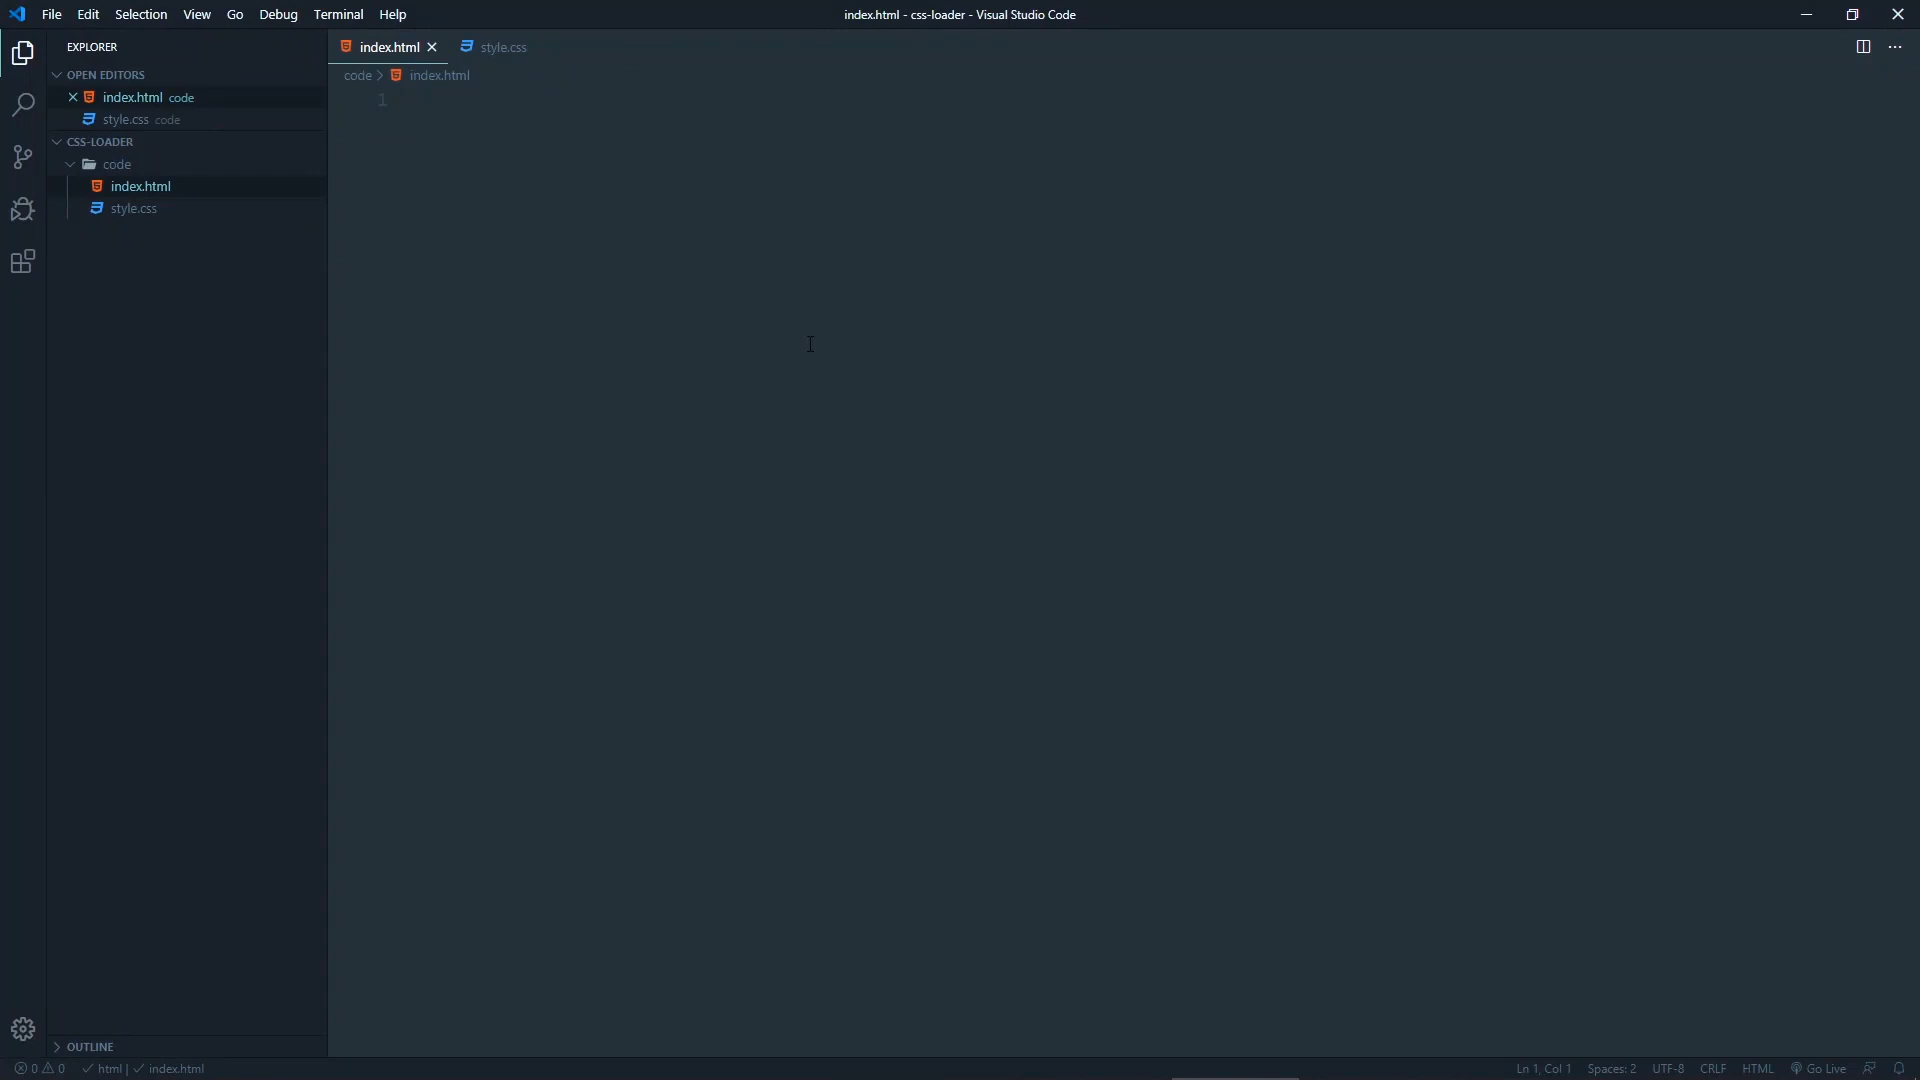 File Edit Selection View Go Debug Terminal Help
index.html - css-loader - Visual Studio Code
EXPLORER
OPEN EDITORS
index.html code
style.css code
CSS-LOADER
code
index.html
style.css
OUTLINE
index.html
style.css
code > index.html
1
0 0 html | index.html
Ln 1, Col 1 Spaces: 2 UTF-8 CRLF HTML Go Live